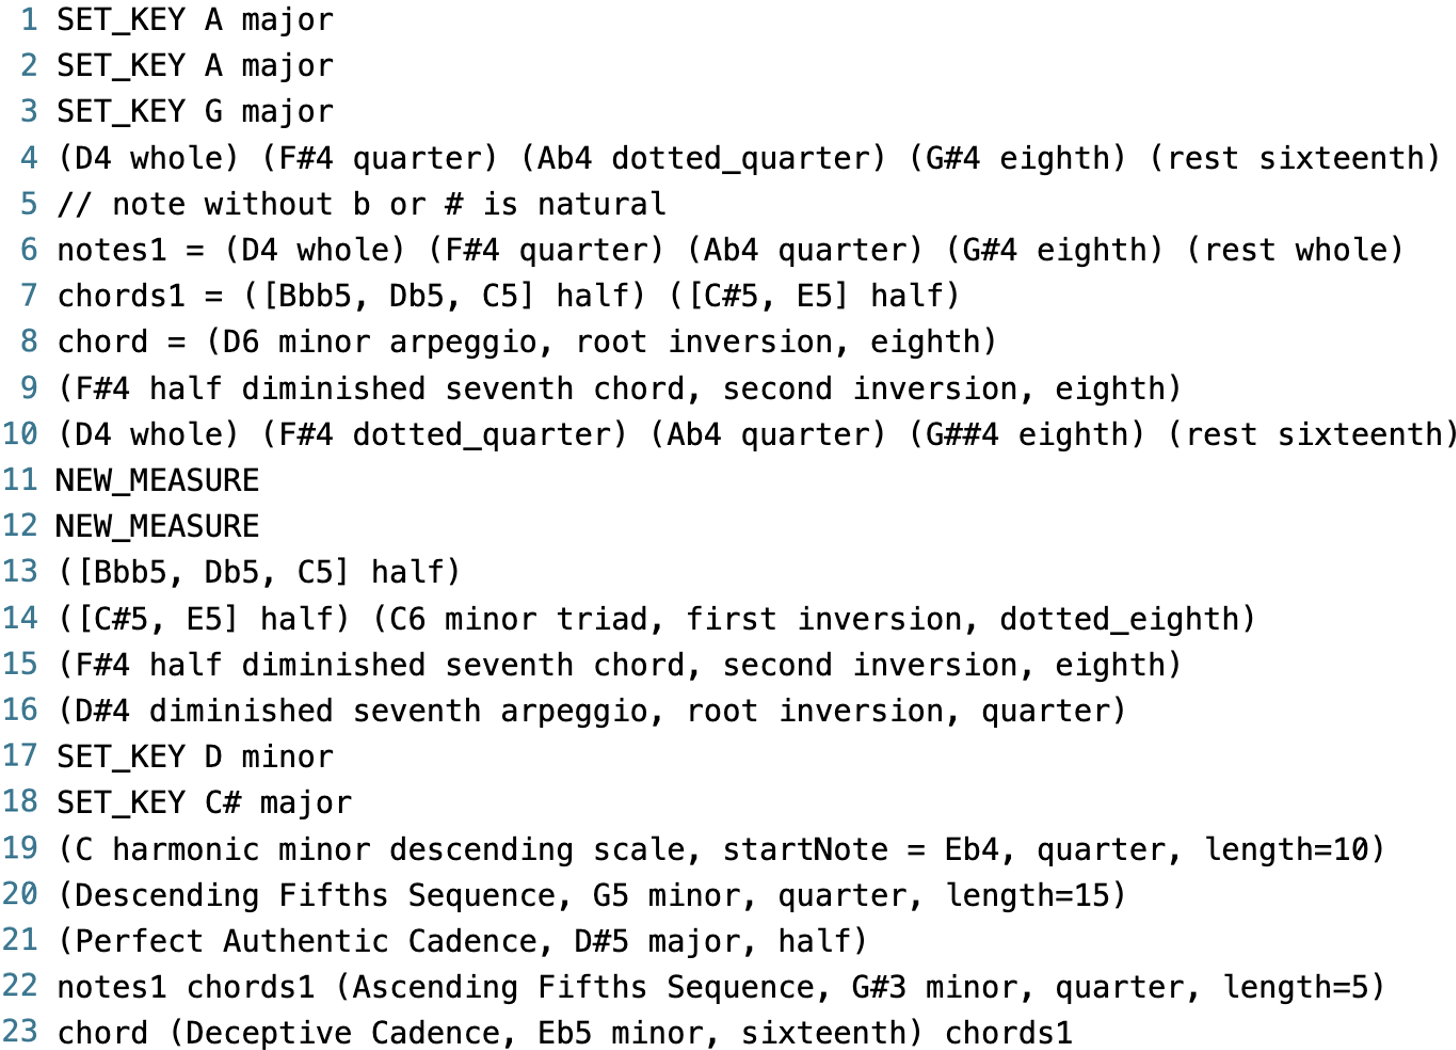 1 SET_KEY A major
2 SET_KEY A major
3 SET_KEY G major
4 (D4 whole) (F#4 quarter) (Ab4 dotted_quarter) (G#4 eighth) (rest sixteenth)
5 // note without b or # is natural
6 notes1 = (D4 whole) (F#4 quarter) (Ab4 quarter) (G#4 eighth) (rest whole)
7 chords1 = ([Bbb5, Db5, C5] half) ([C#5, E5] half)
8 chord = (D6 minor arpeggio, root inversion, eighth)
9 (F#4 half diminished seventh chord, second inversion, eighth)
10 (D4 whole) (F#4 dotted_quarter) (Ab4 quarter) (G##4 eighth) (rest sixteenth)
11 NEW_MEASURE
12 NEW_MEASURE
13 ([Bbb5, Db5, C5] half)
14 ([C#5, E5] half) (C6 minor triad, first inversion, dotted_eighth)
15 (F#4 half diminished seventh chord, second inversion, eighth)
16 (D#4 diminished seventh arpeggio, root inversion, quarter)
17 SET_KEY D minor
18 SET_KEY C# major
19 (C harmonic minor descending scale, startNote = Eb4, quarter, length=10)
20 (Descending Fifths Sequence, G5 minor, quarter, length=15)
21 (Perfect Authentic Cadence, D#5 major, half)
22 notes1 chords1 (Ascending Fifths Sequence, G#3 minor, quarter, length=5)
23 chord (Deceptive Cadence, Eb5 minor, sixteenth) chords1